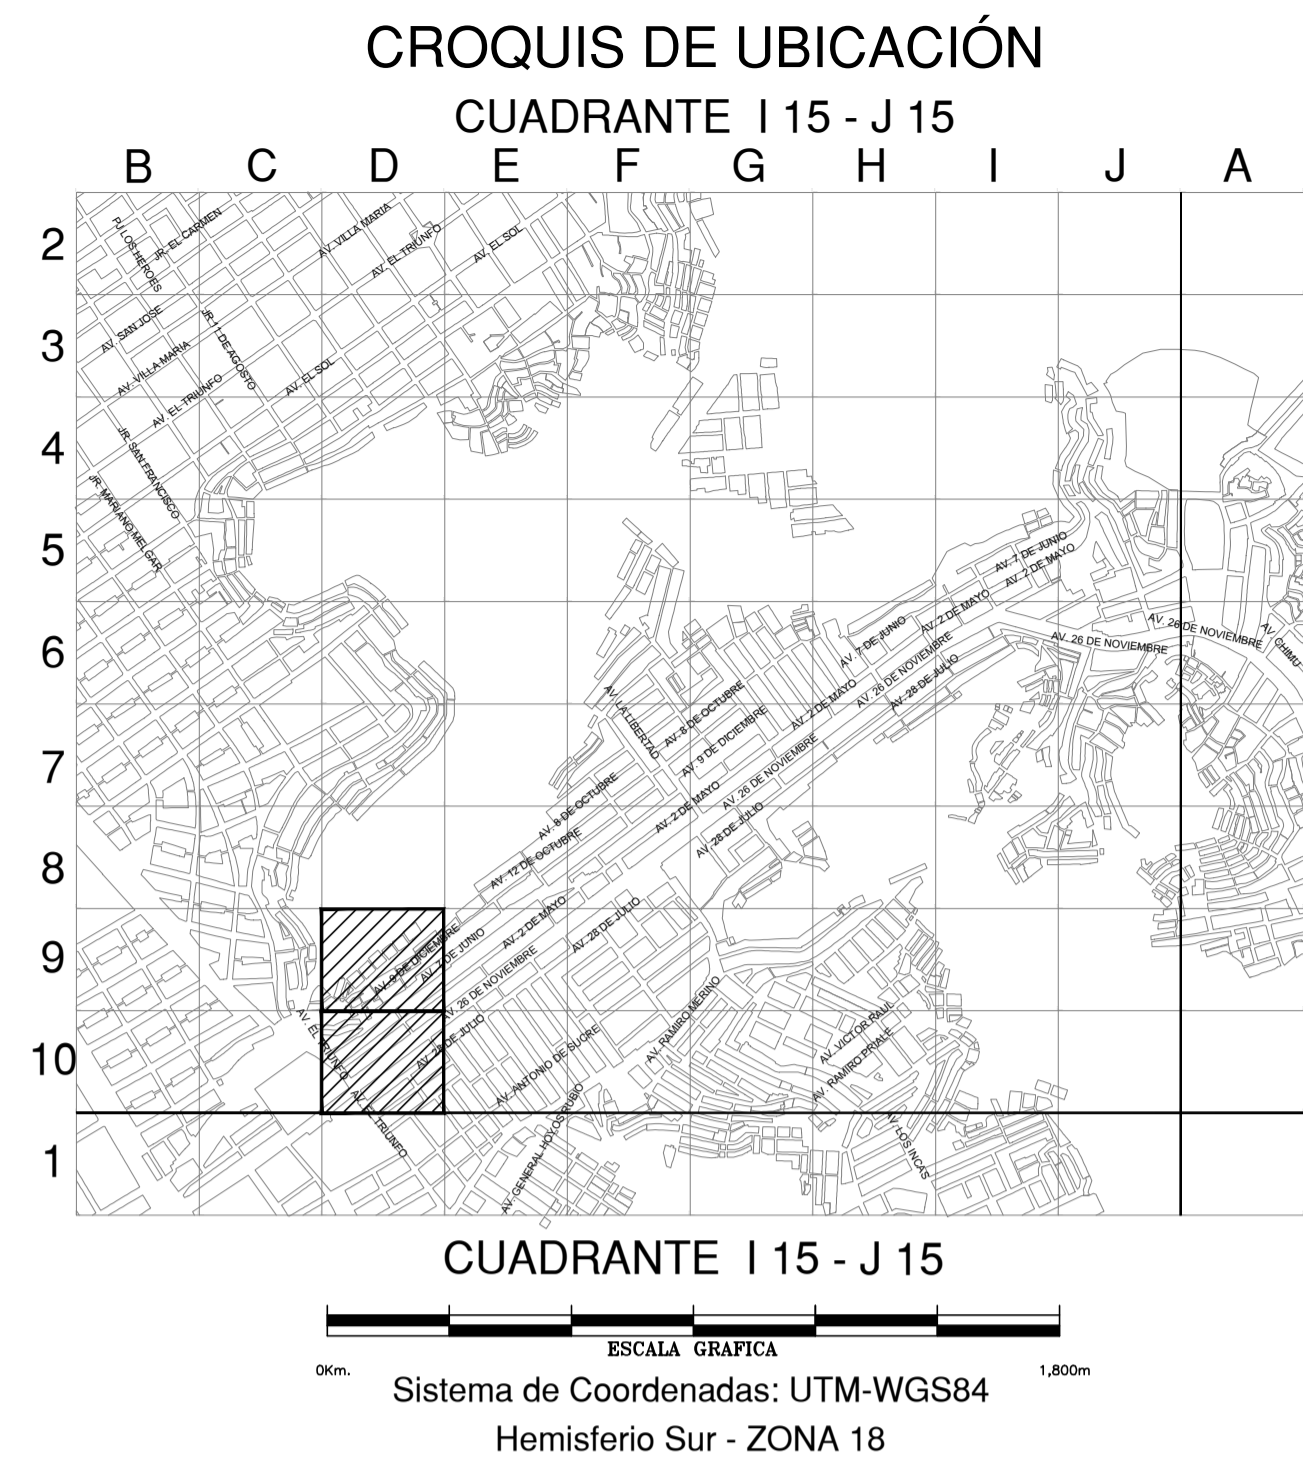 CROQUIS DE UBICACIÓN
CUADRANTE I 15 - J 15
B C D E F G H I J A
2
PJ LOS HEROES
JR. EL CARMEN
AV. VILLA MARIA
AV. EL TRIUNFO
AV. EL SOL
3
AV. SAN JOSE
JR 11 DE AGOSTO
AV. VILLA MARIA
AV. EL TRIUNFO
AV. EL SOL
4
JR. SAN FRANCISCO
JR. MARIANO MELGAR
5
AV. 7 DE JUNIO
AV. 2 DE MAYO
6
AV. 2 DE MAYO
AV. 7 DE JUNIO
AV. 26 DE NOVIEMBRE
AV. 26 DE NOVIEMBRE
AV. 26 DE NOVIEMBRE
AV. CHIMU
AV. 28 DE JULIO
AV. LA LIBERTAD
AV. 8 DE OCTUBRE
AV. 2 DE MAYO
7
AV. 9 DE DICIEMBRE
AV. 26 DE NOVIEMBRE
AV. 8 DE OCTUBRE
AV. 2 DE MAYO
8
AV. 28 DE JULIO
AV. 12 DE OCTUBRE
9
AV. 2 DE MAYO
AV. 28 DE JULIO
AV. 9 DE DICIEMBRE
AV. 7 DE JUNIO
AV. 26 DE NOVIEMBRE
10
AV. EL TRIUNFO
AV. 28 DE JULIO
AV. ANTONIO DE SUCRE
AV. RAMIRO MERINO
AV. VICTOR RAUL
AV. RAMIRO PRIALE
1
AV. EL TRIUNFO
AV. GENERAL HOYOS RUBIO
AV. LOS INCAS
CUADRANTE I 15 - J 15
ESCALA GRAFICA
0Km. 1,800m
Sistema de Coordenadas: UTM-WGS84
Hemisferio Sur - ZONA 18